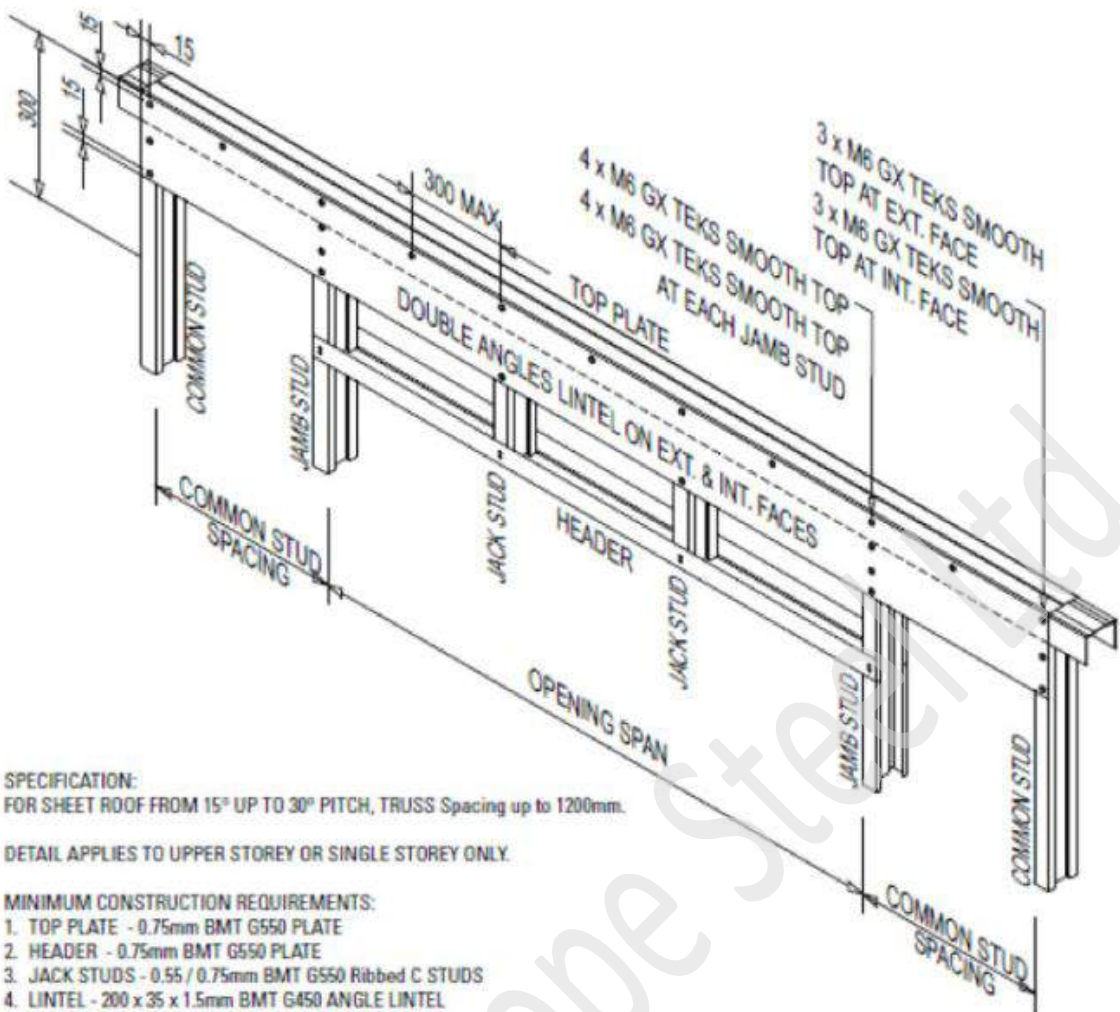 15
15
300
15
300 MAX
4 x M6 GX TEKS SMOOTH TOP
4 x M6 GX TEKS SMOOTH TOP
AT EACH JAMB STUD
3 x M6 GX TEKS SMOOTH
TOP AT EXT. FACE
3 x M6 GX TEKS SMOOTH
TOP AT INT. FACE
TOP PLATE
DOUBLE ANGLES LINTEL ON EXT. & INT. FACES
COMMON STUD
JAMB STUD
JACK STUD
HEADER
JACK STUD
JAMB STUD
COMMON STUD
COMMON STUD
SPACING
OPENING SPAN
COMMON STUD
SPACING
SPECIFICATION:
FOR SHEET ROOF FROM 15° UP TO 30° PITCH, TRUSS Spacing up to 1200mm.
DETAIL APPLIES TO UPPER STOREY OR SINGLE STOREY ONLY.
MINIMUM CONSTRUCTION REQUIREMENTS:
1. TOP PLATE - 0.75mm BMT G550 PLATE
2. HEADER - 0.75mm BMT G550 PLATE
3. JACK STUDS - 0.55 / 0.75mm BMT G550 Ribbed C STUDS
4. LINTEL - 200 x 35 x 1.5mm BMT G450 ANGLE LINTEL
ope Steel Ltd